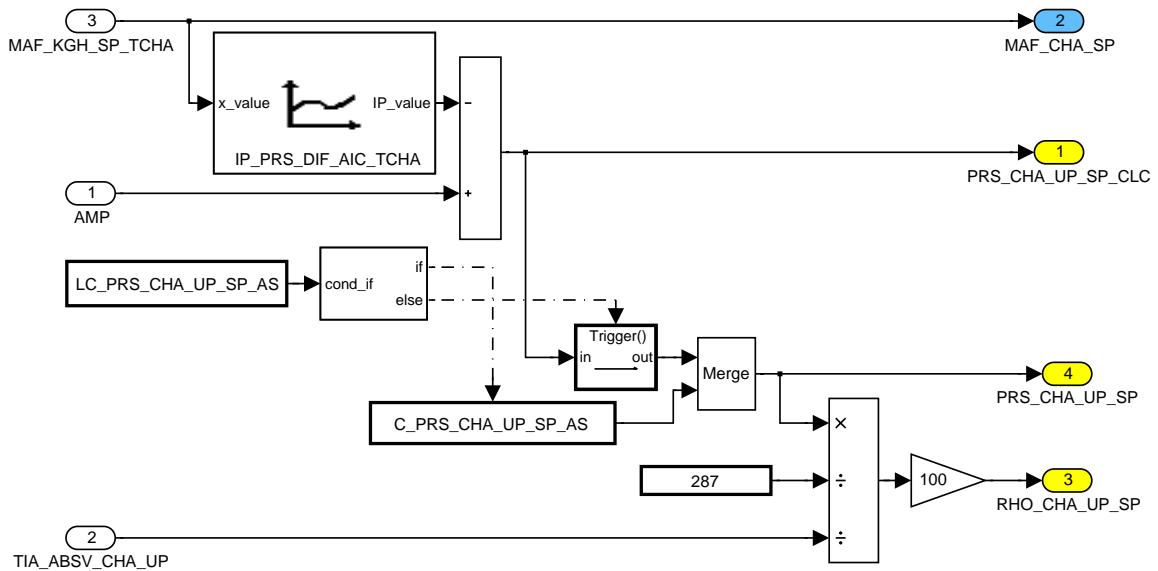 3
MAF_KGH_SP_TCHA
2
MAF_CHA_SP
x_value
IP_value
IP_PRS_DIF_AIC_TCHA
−
+
1
PRS_CHA_UP_SP_CLC
1
AMP
LC_PRS_CHA_UP_SP_AS
cond_if
if
else
Trigger()
in
out
Merge
4
PRS_CHA_UP_SP
C_PRS_CHA_UP_SP_AS
×
÷
÷
287
100
3
RHO_CHA_UP_SP
2
TIA_ABSV_CHA_UP